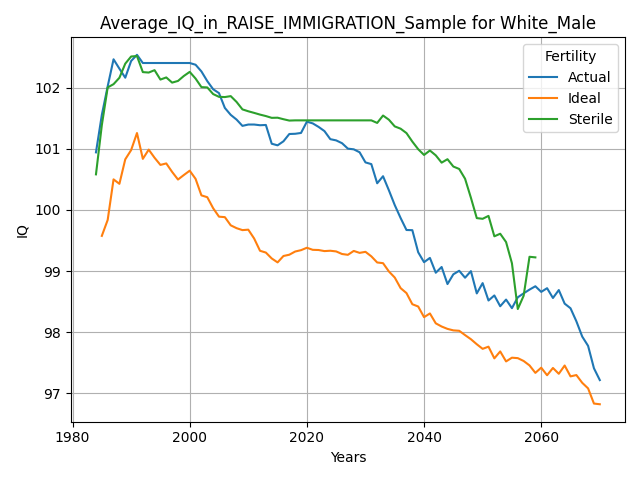 Average_IQ_in_RAISE_IMMIGRATION_Sample for White_Male
Fertility
Actual
Ideal
Sterile
IQ
102
101
100
99
98
97
1980
2000
2020
2040
2060
Years